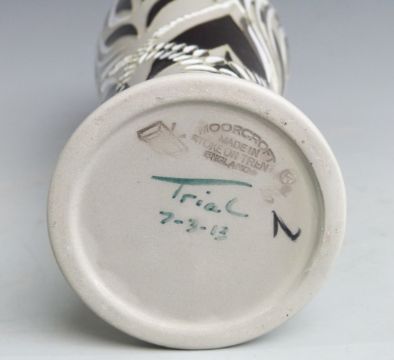 MOORCROFT
MADE IN
STOKE ON TRENT
ENGLAND
Trial
7-3-13